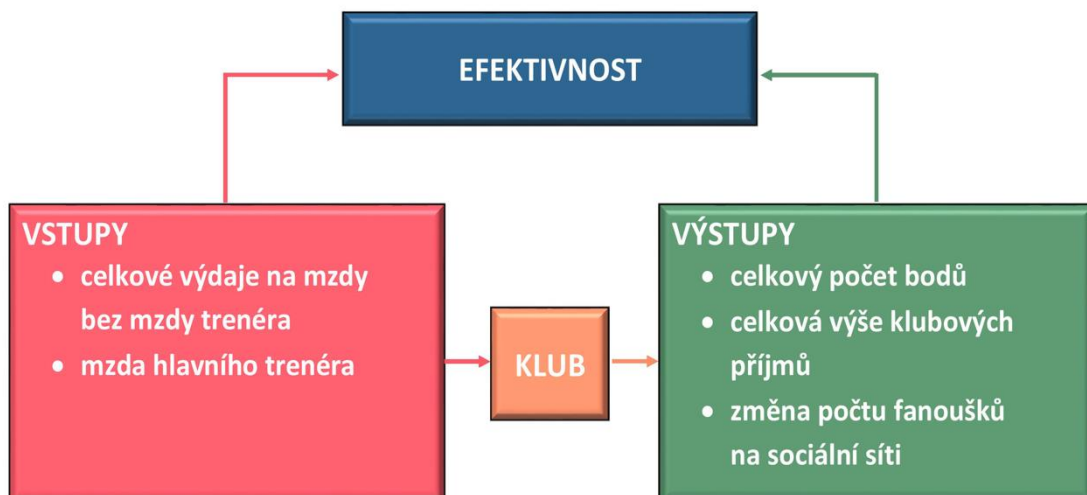 EFEKTIVNOST
VSTUPY
• celkové výdaje na mzdy
bez mzdy trenéra
• mzda hlavního trenéra
KLUB
VÝSTUPY
• celkový počet bodů
• celková výše klubových
příjmů
• změna počtu fanoušků
na sociální síti